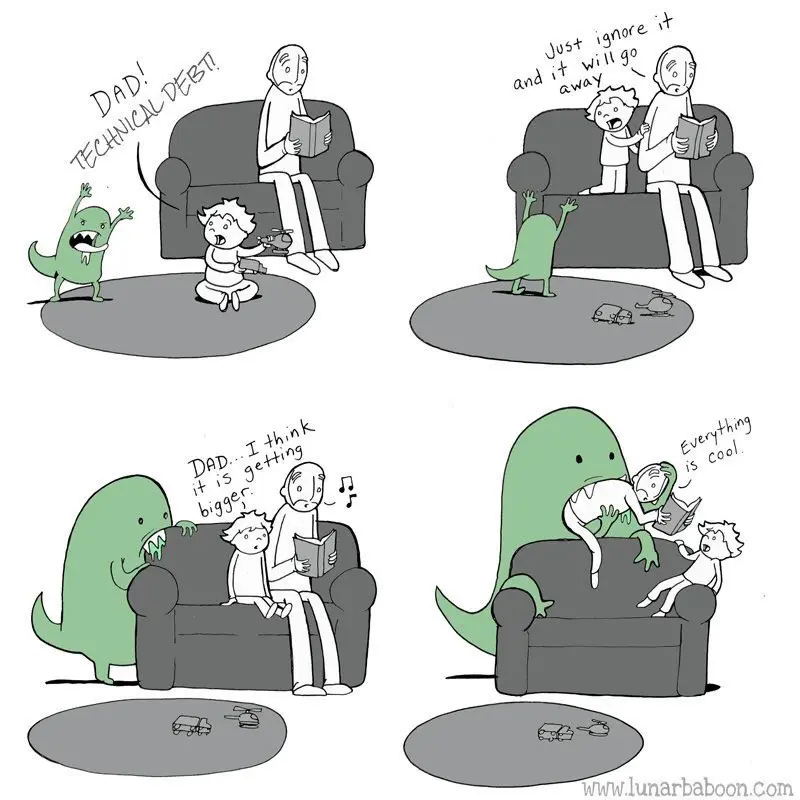 DAD!
TECHNICAL DEBT!
Just ignore it
and it will go
away
DAD... I think
it is getting
bigger.
Everything
is cool.
www.lunarbaboon.com